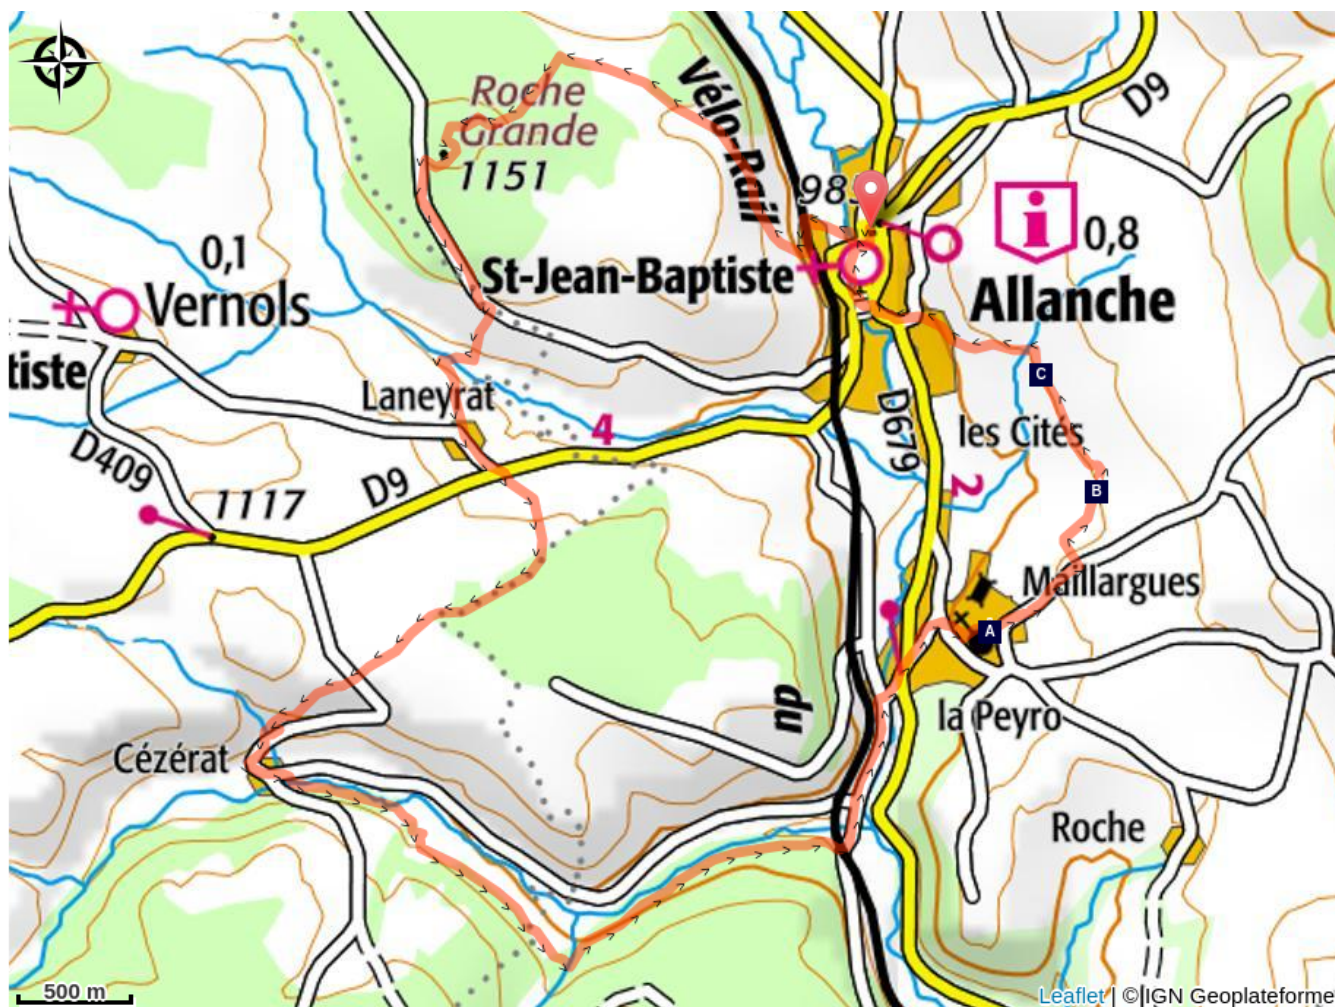 Roche
Grande
1151
Vélo-Rail
D9
98
0,1
Vernols
St-Jean-Baptiste
i
0,8
Allanche
tiste
Laneyrat
4
C
D679
les Cités
D409
1117
D9
2
B
Maillargues
A
la Peyro
du
Cézérat
Roche
500 m
Leaflet | © IGN Geoplateforme